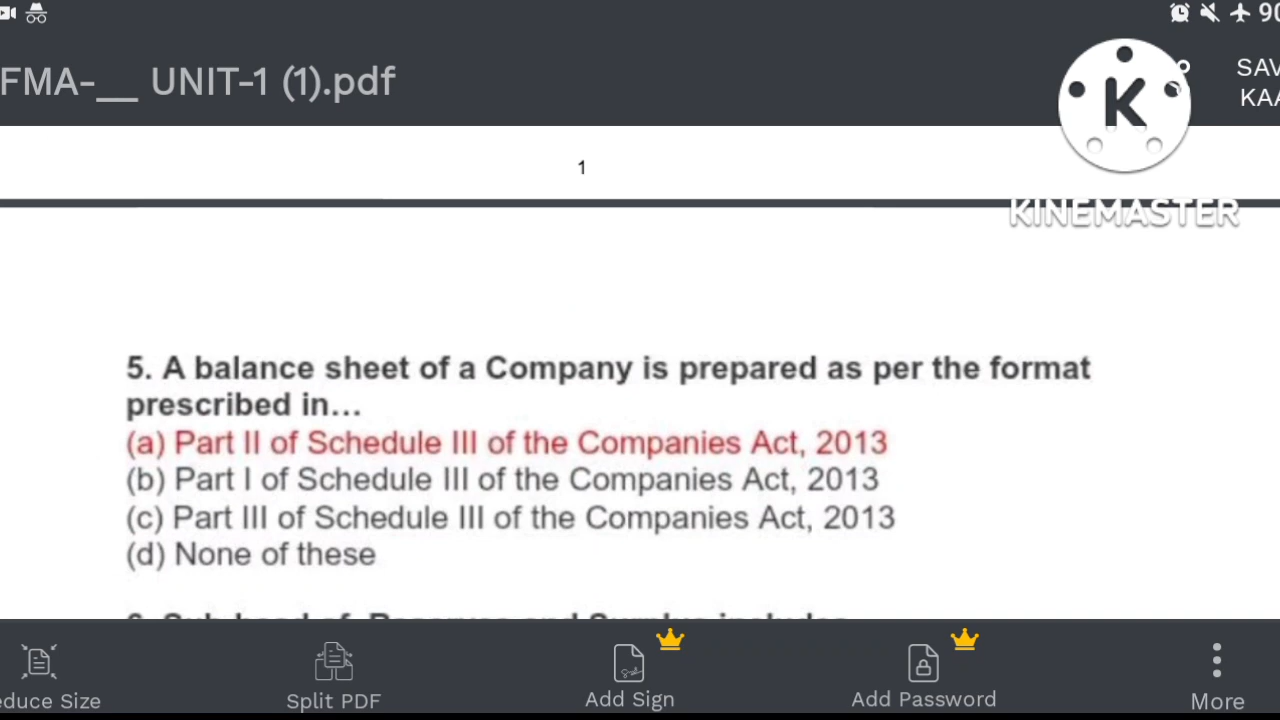 90
FMA-__ UNIT-1 (1).pdf
SAV
KAA
K
KINEMASTER
1
5. A balance sheet of a Company is prepared as per the format
prescribed in...
(a) Part II of Schedule III of the Companies Act, 2013
(b) Part I of Schedule III of the Companies Act, 2013
(c) Part III of Schedule III of the Companies Act, 2013
(d) None of these
educe Size
Split PDF
Add Sign
Add Password
More